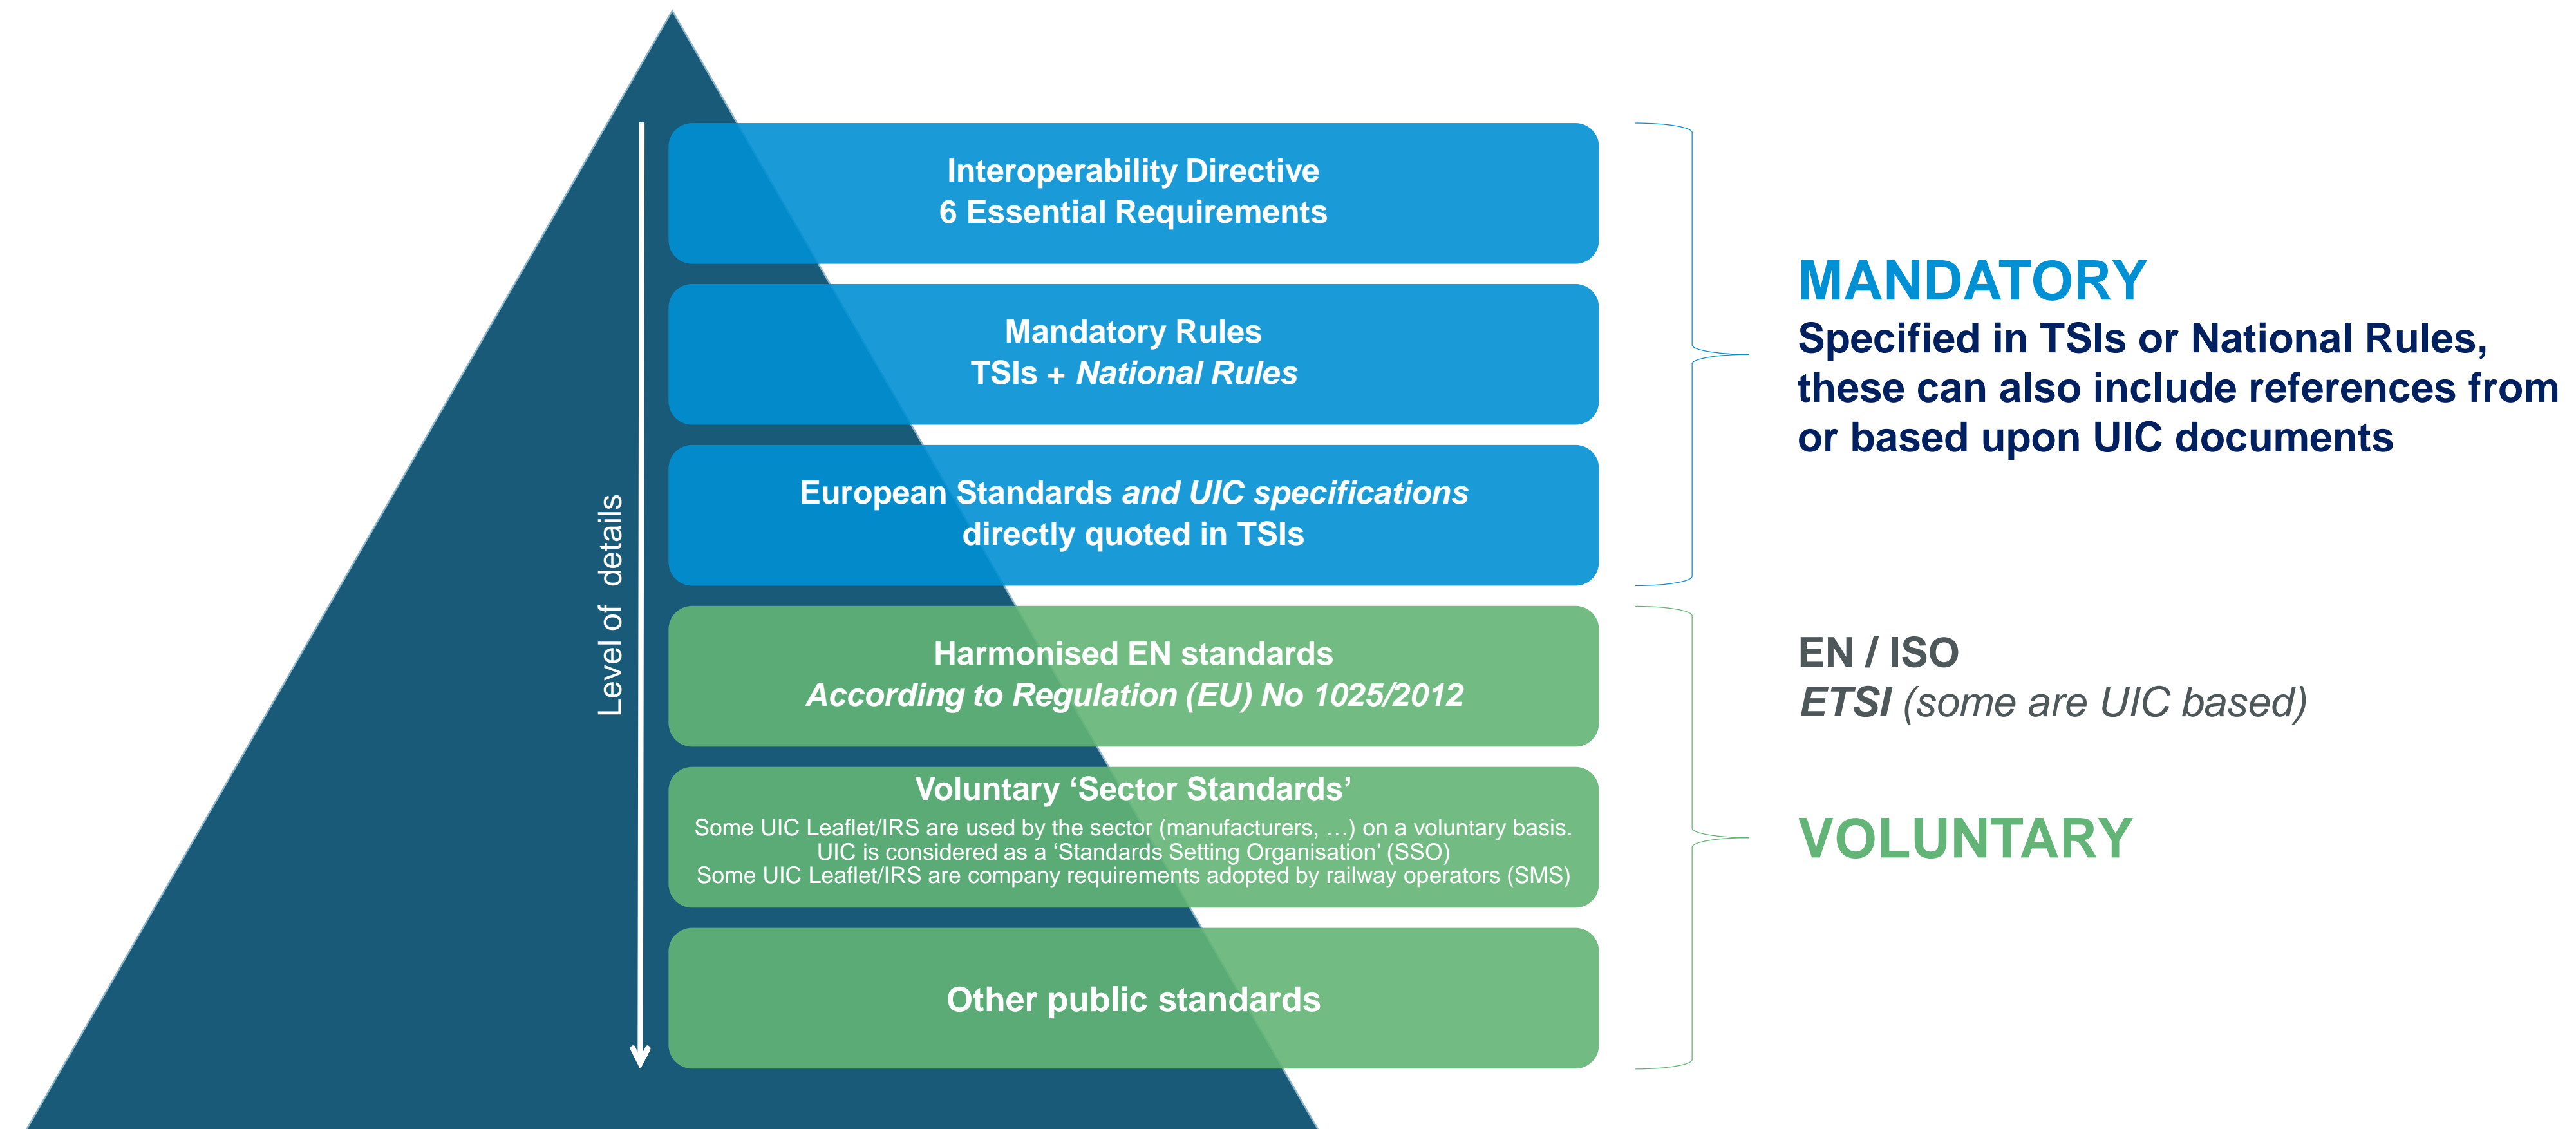 Interoperability Directive
6 Essential Requirements
Mandatory Rules
TSIs + National Rules
European Standards and UIC specifications
directly quoted in TSIs
MANDATORY
Specified in TSIs or National Rules,
these can also include references from
or based upon UIC documents
Level of details
Harmonised EN standards
According to Regulation (EU) No 1025/2012
Voluntary ‘Sector Standards’
Some UIC Leaflet/IRS are used by the sector (manufacturers, …) on a voluntary basis.
UIC is considered as a ‘Standards Setting Organisation’ (SSO)
Some UIC Leaflet/IRS are company requirements adopted by railway operators (SMS)
Other public standards
EN / ISO
ETSI (some are UIC based)
VOLUNTARY